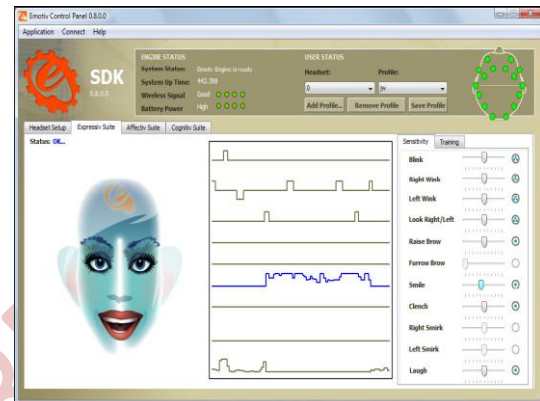 Emotiv Control Panel 0.8.0.0
Application Connect Help
SDK
0.8.0.0
ENGINE STATUS
System Status: Emotiv Engine is ready
System Up Time: 442.398
Wireless Signal Good
Battery Power High
USER STATUS
Headset: Profile:
0 jw
Add Profile... Remove Profile Save Profile
Headset Setup Expressiv Suite Affectiv Suite Cognitiv Suite
Status: OK...
Sensitivity Training
Blink
Right Wink
Left Wink
Look Right/Left
Raise Brow
Furrow Brow
Smile
Clench
Right Smirk
Left Smirk
Laugh